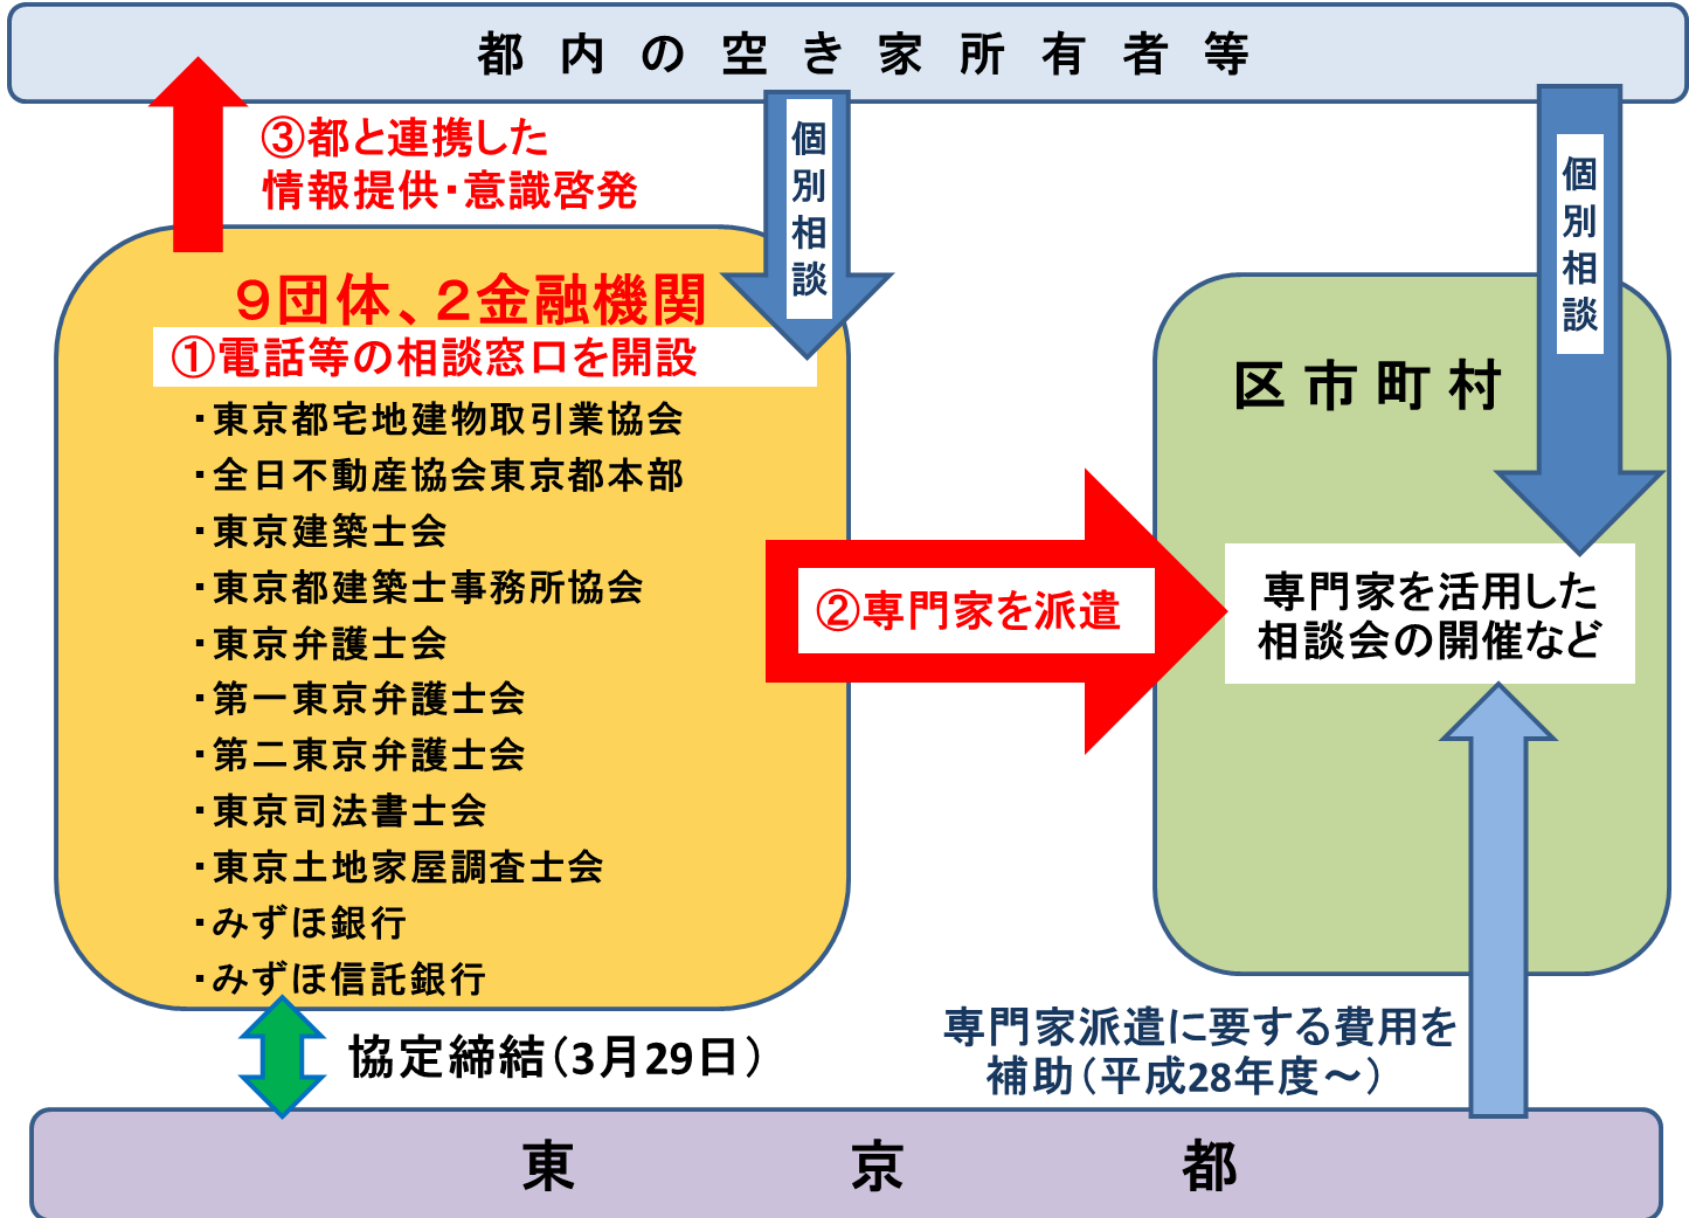 都内の空き家所有者等
③都と連携した
情報提供・意識啓発
個別相談
個別相談
９団体、２金融機関
①電話等の相談窓口を開設
・東京都宅地建物取引業協会
・全日不動産協会東京都本部
・東京建築士会
・東京都建築士事務所協会
・東京弁護士会
・第一東京弁護士会
・第二東京弁護士会
・東京司法書士会
・東京土地家屋調査士会
・みずほ銀行
・みずほ信託銀行
②専門家を派遣
区市町村
専門家を活用した
相談会の開催など
協定締結（3月29日）
専門家派遣に要する費用を
補助（平成28年度～）
東京都